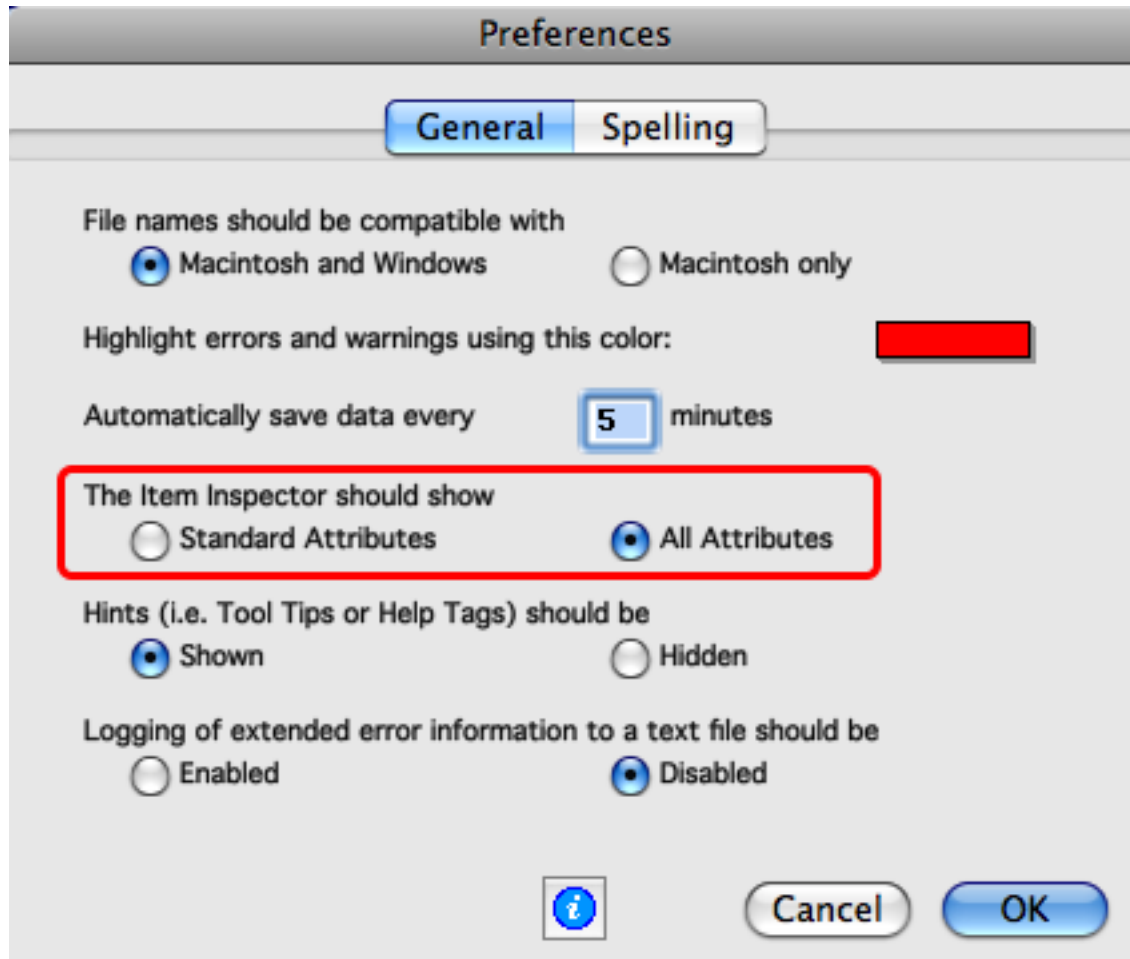 Preferences
General Spelling
File names should be compatible with
Macintosh and Windows Macintosh only
Highlight errors and warnings using this color:
Automatically save data every 5 minutes
The Item Inspector should show
Standard Attributes All Attributes
Hints (i.e. Tool Tips or Help Tags) should be
Shown Hidden
Logging of extended error information to a text file should be
Enabled Disabled
i Cancel OK